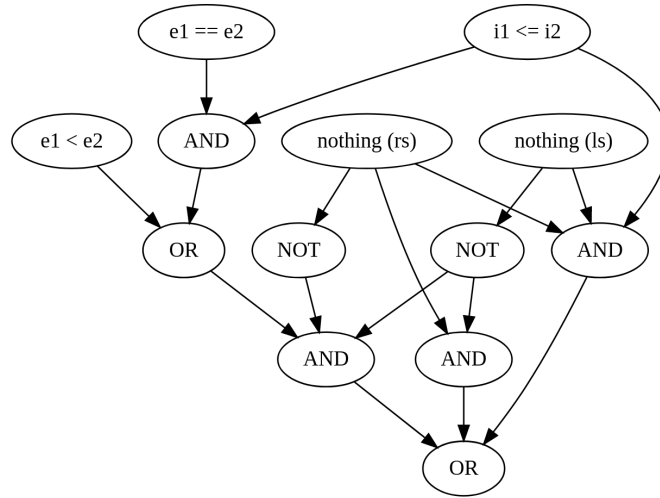 e1 == e2
i1 <= i2
e1 < e2
AND
nothing (rs)
nothing (ls)
OR
NOT
NOT
AND
AND
AND
OR